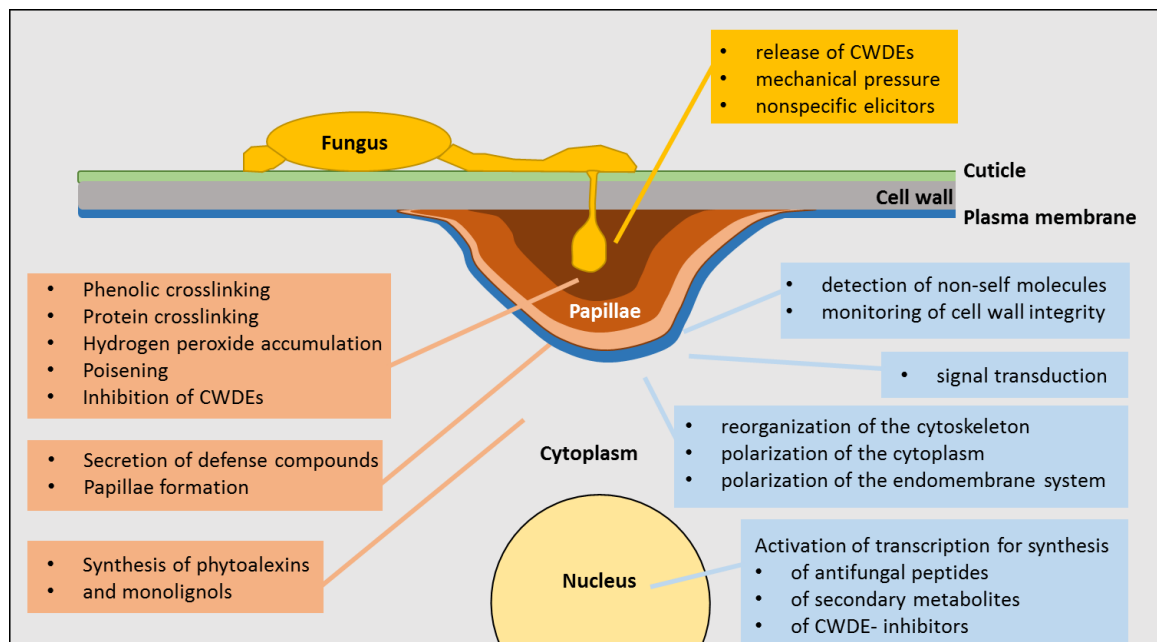 • release of CWDEs
• mechanical pressure
• nonspecific elicitors
Fungus
Cuticle
Cell wall
Plasma membrane
Papillae
• Phenolic crosslinking
• Protein crosslinking
• Hydrogen peroxide accumulation
• Poisening
• Inhibition of CWDEs
• detection of non-self molecules
• monitoring of cell wall integrity
• signal transduction
• Secretion of defense compounds
• Papillae formation
Cytoplasm
• reorganization of the cytoskeleton
• polarization of the cytoplasm
• polarization of the endomembrane system
• Synthesis of phytoalexins
• and monolignols
Nucleus
Activation of transcription for synthesis
• of antifungal peptides
• of secondary metabolites
• of CWDE- inhibitors